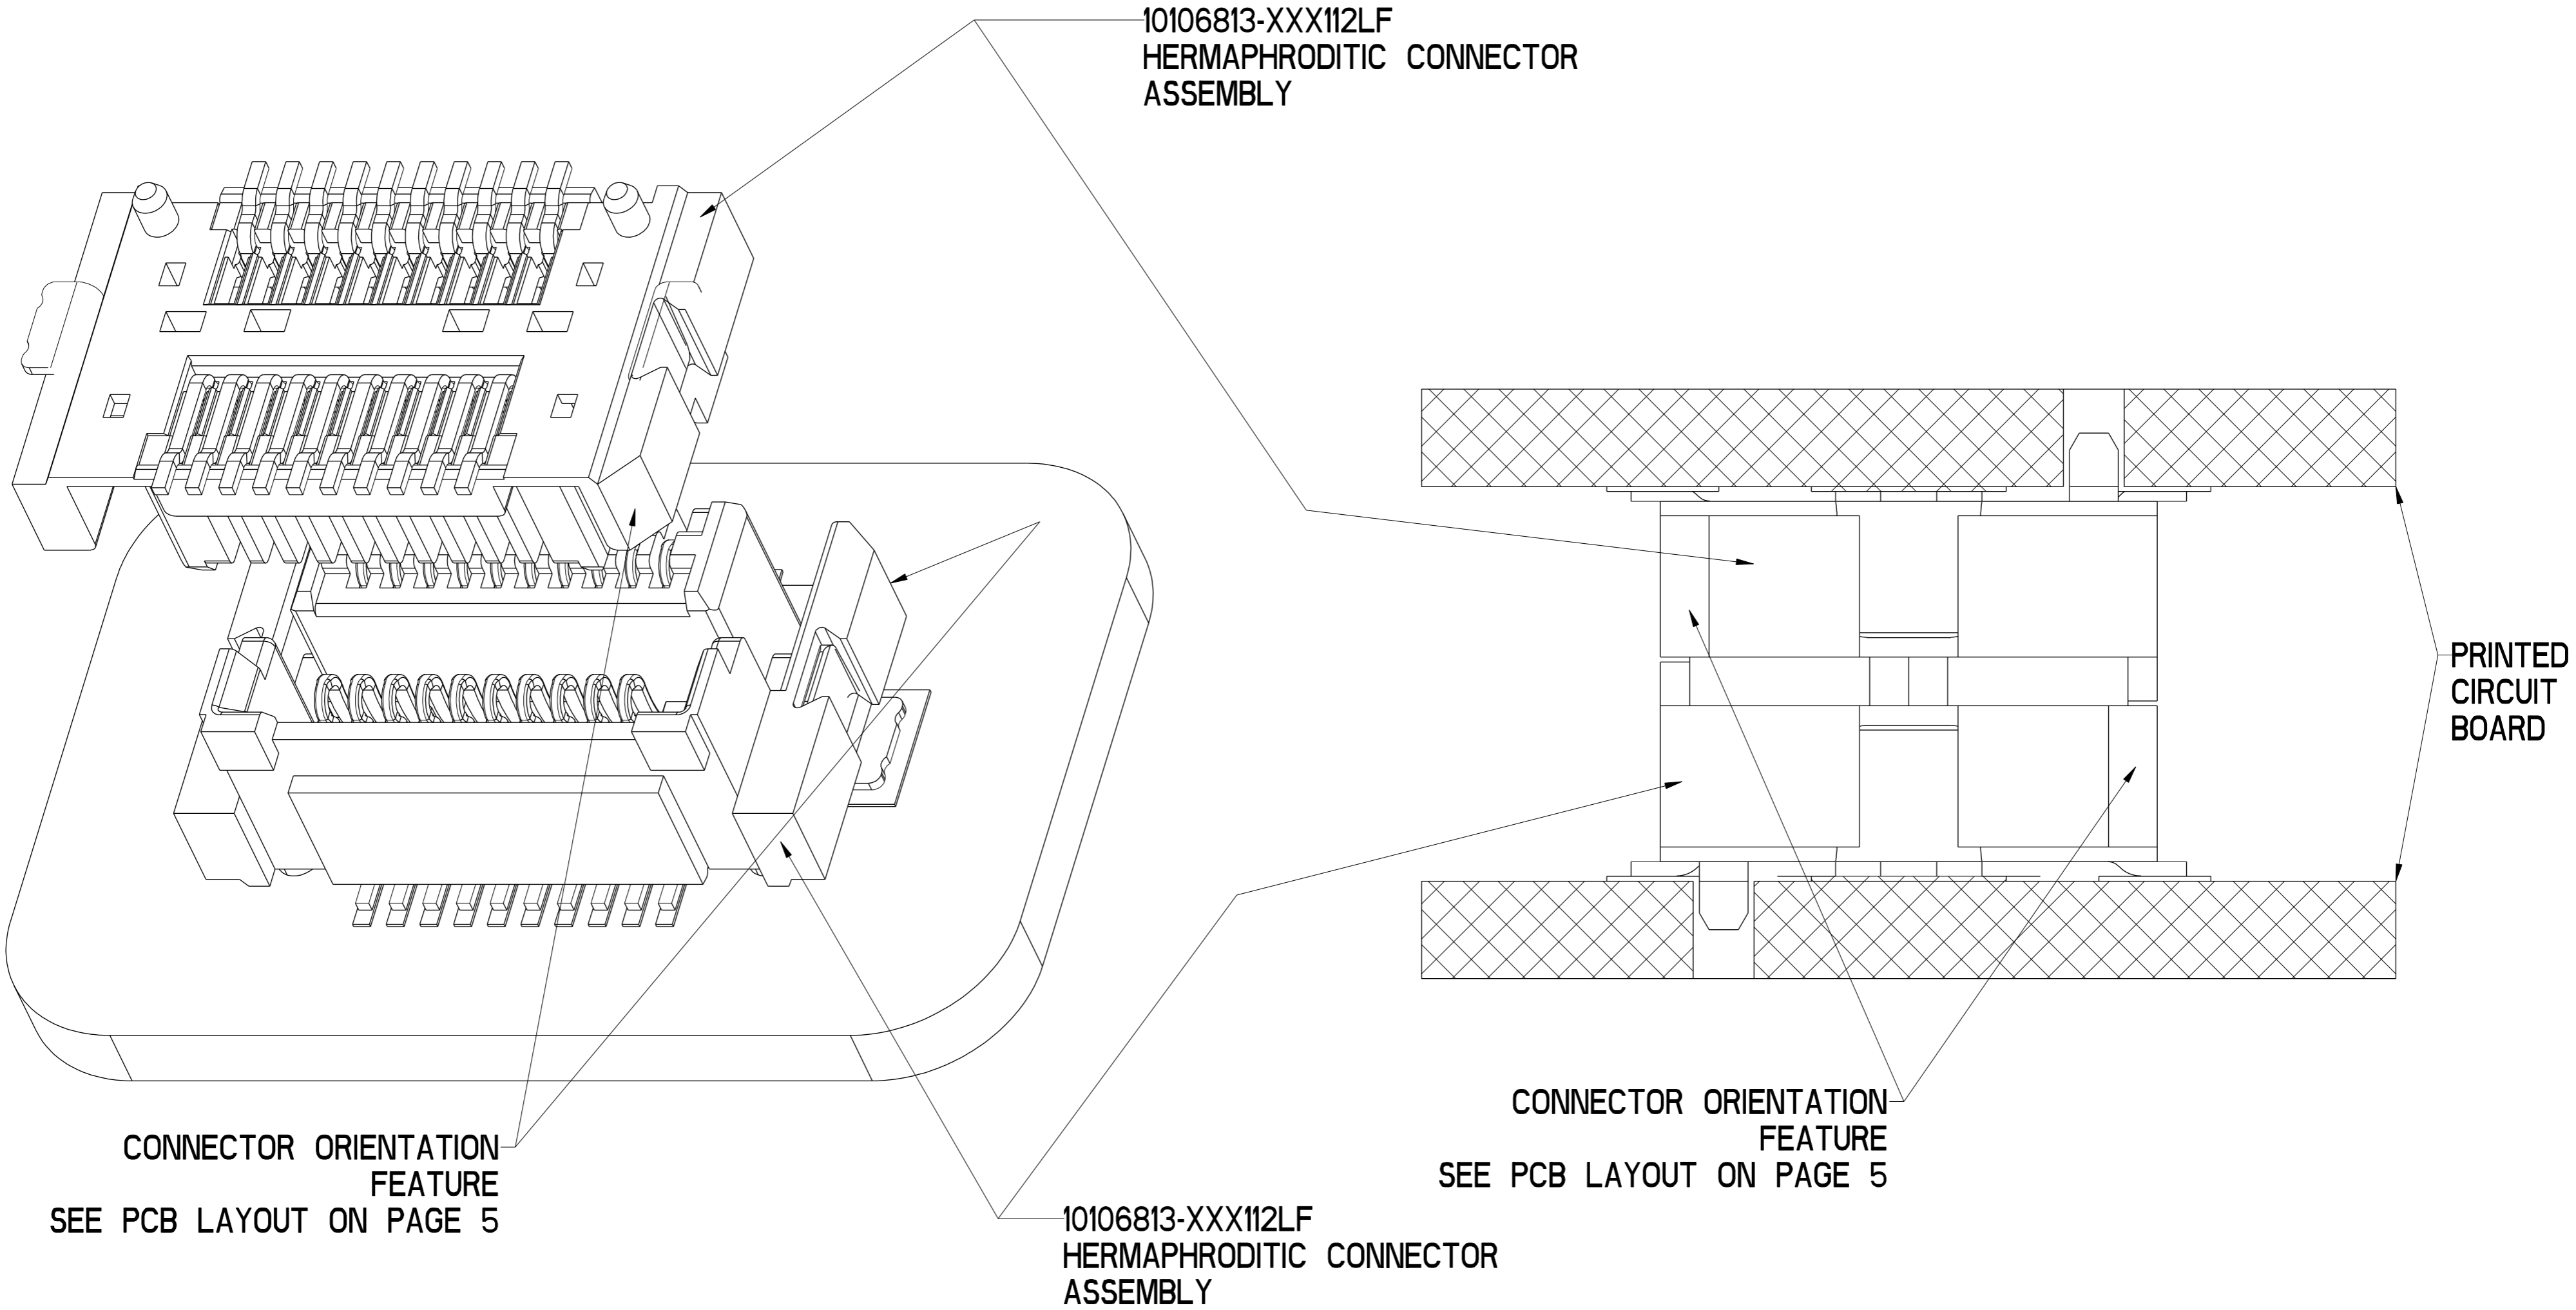 10106813-XXX112LF
HERMAPHRODITIC CONNECTOR
ASSEMBLY
PRINTED
CIRCUIT
BOARD
CONNECTOR ORIENTATION
FEATURE
SEE PCB LAYOUT ON PAGE 5
CONNECTOR ORIENTATION
FEATURE
SEE PCB LAYOUT ON PAGE 5
10106813-XXX112LF
HERMAPHRODITIC CONNECTOR
ASSEMBLY